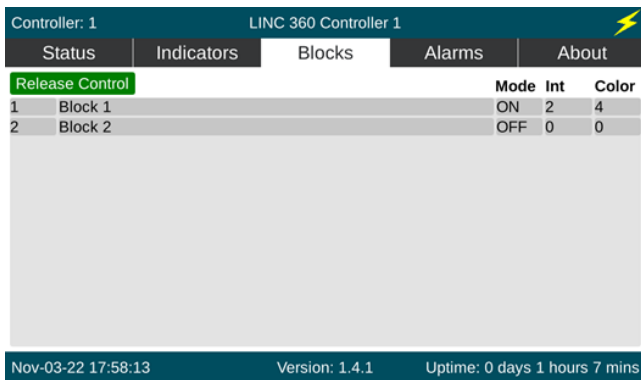 Controller: 1 LINC 360 Controller 1
Status Indicators Blocks Alarms About
Release Control Mode Int Color
1 Block 1 ON 2 4
2 Block 2 OFF 0 0
Nov-03-22 17:58:13 Version: 1.4.1 Uptime: 0 days 1 hours 7 mins